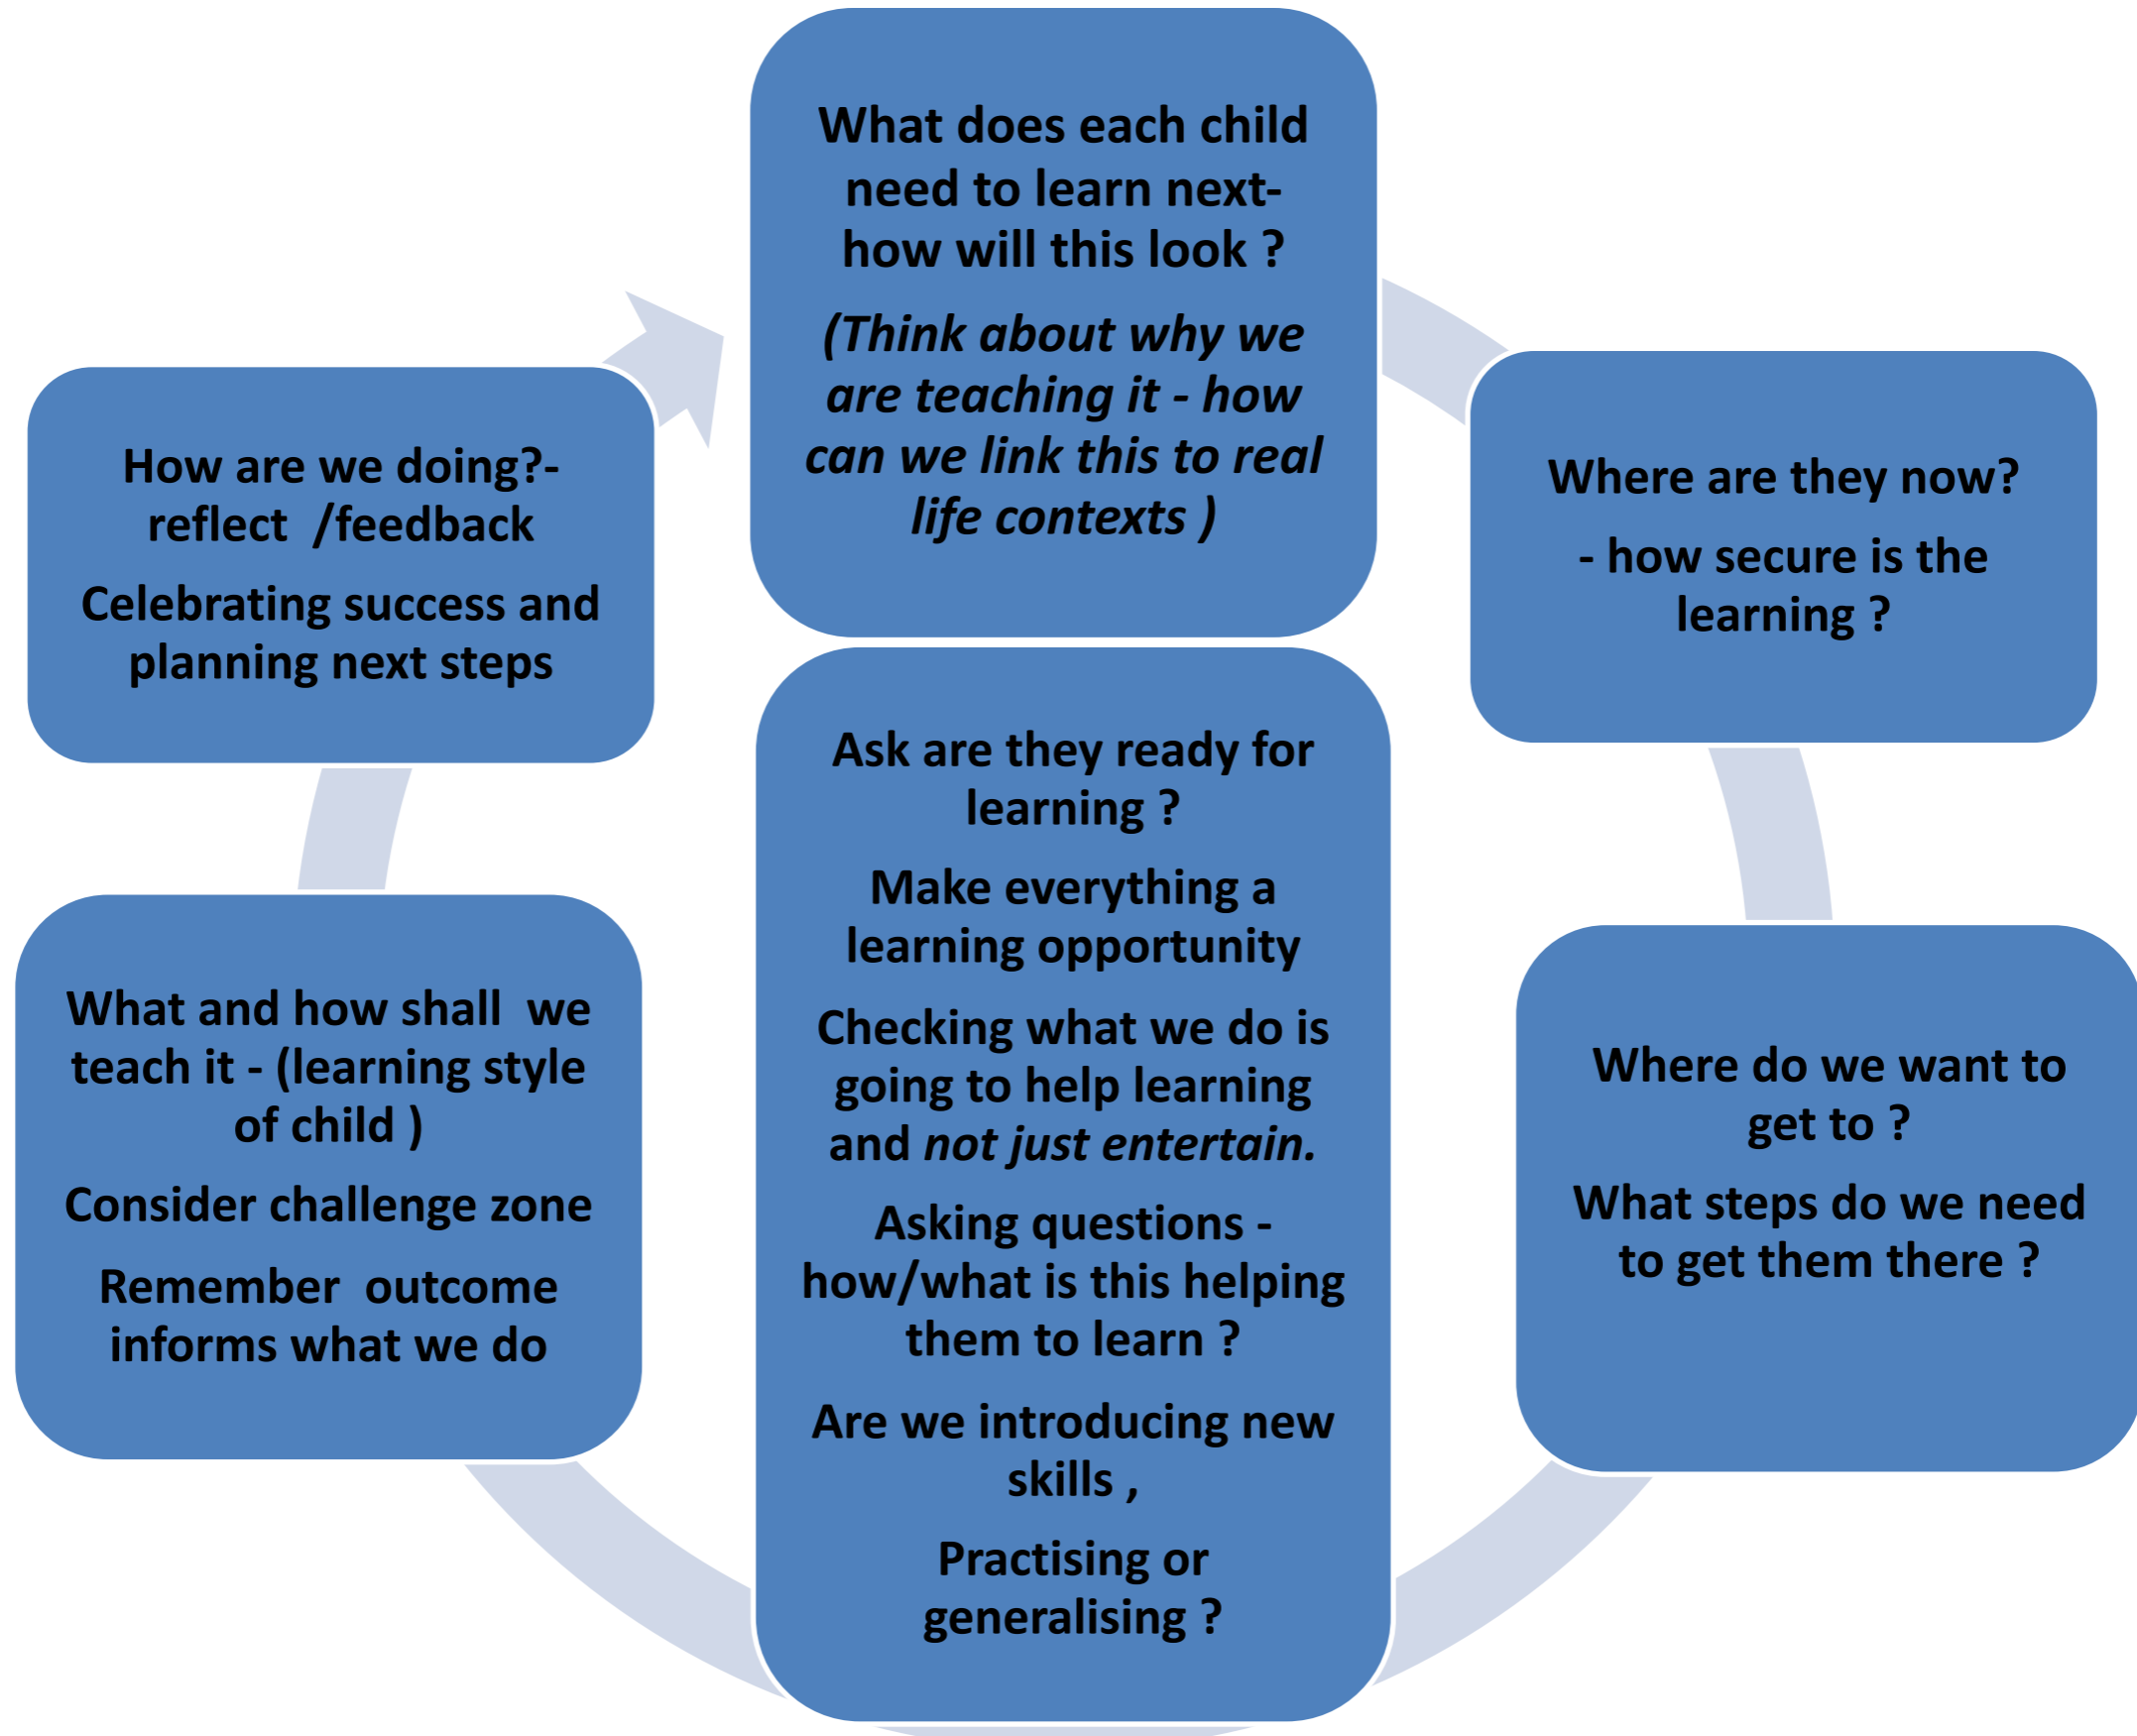 What does each child
need to learn next-
how will this look ?
(Think about why we
are teaching it - how
can we link this to real
life contexts )
Where are they now?
- how secure is the
learning ?
Where do we want to
get to ?
What steps do we need
to get them there ?
Ask are they ready for
learning ?
Make everything a
learning opportunity
Checking what we do is
going to help learning
and not just entertain.
Asking questions -
how/what is this helping
them to learn ?
Are we introducing new
skills ,
Practising or
generalising ?
What and how shall  we
teach it - (learning style
of child )
Consider challenge zone
Remember  outcome
informs what we do
How are we doing?-
reflect  /feedback
Celebrating success and
planning next steps